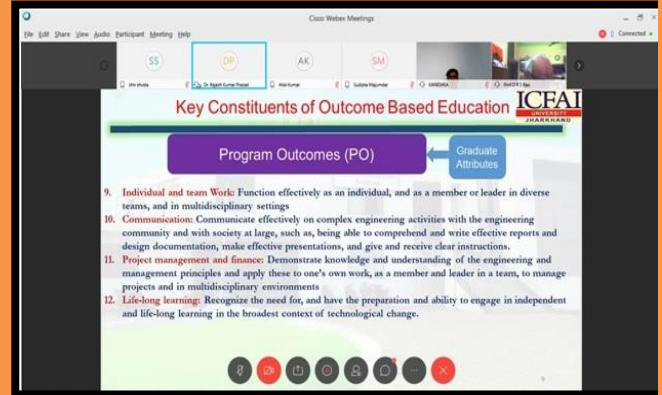 Cisco Webex Meetings
File Edit Share View Audio Participant Meeting Help
Connected
SS DP AK SM
Dr Rajesh Kumar Prasad
Key Constituents of Outcome Based Education
ICFAI
UNIVERSITY
JHARKHAND
Program Outcomes (PO)
Graduate
Attributes
9. Individual and team Work: Function effectively as an individual, and as a member or leader in diverse
teams, and in multidisciplinary settings
10. Communication: Communicate effectively on complex engineering activities with the engineering
community and with society at large, such as, being able to comprehend and write effective reports and
design documentation, make effective presentations, and give and receive clear instructions.
11. Project management and finance: Demonstrate knowledge and understanding of the engineering and
management principles and apply these to one's own work, as a member and leader in a team, to manage
projects and in multidisciplinary environments
12. Life-long learning: Recognize the need for, and have the preparation and ability to engage in independent
and life-long learning in the broadest context of technological change.
9